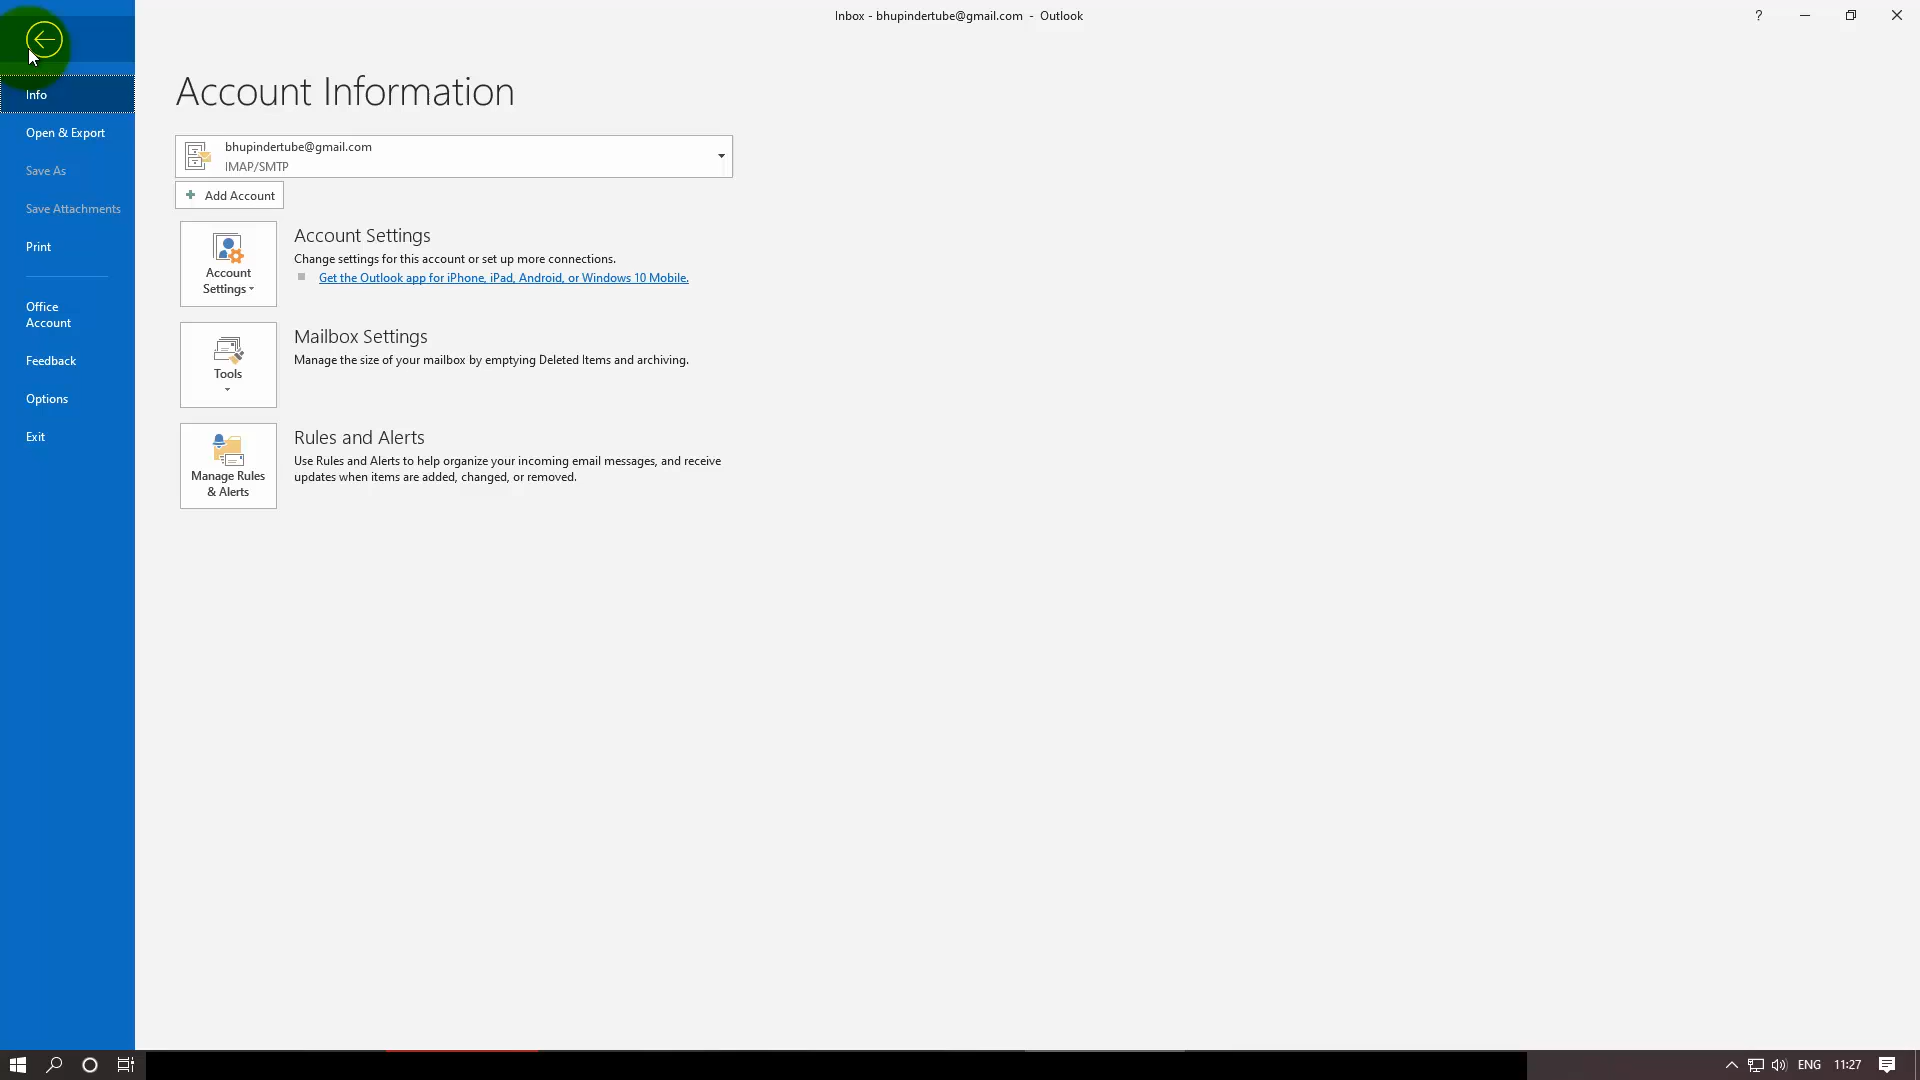 Inbox - bhupindertube@gmail.com - Outlook
?
Info
Open & Export
Save As
Save Attachments
Print
Office
Account
Feedback
Options
Exit
Account Information
bhupindertube@gmail.com
IMAP/SMTP
Add Account
Account
Settings
Account Settings
Change settings for this account or set up more connections.
Get the Outlook app for iPhone, iPad, Android, or Windows 10 Mobile.
Tools
Mailbox Settings
Manage the size of your mailbox by emptying Deleted Items and archiving.
Manage Rules
& Alerts
Rules and Alerts
Use Rules and Alerts to help organize your incoming email messages, and receive
updates when items are added, changed, or removed.
ENG 11:27